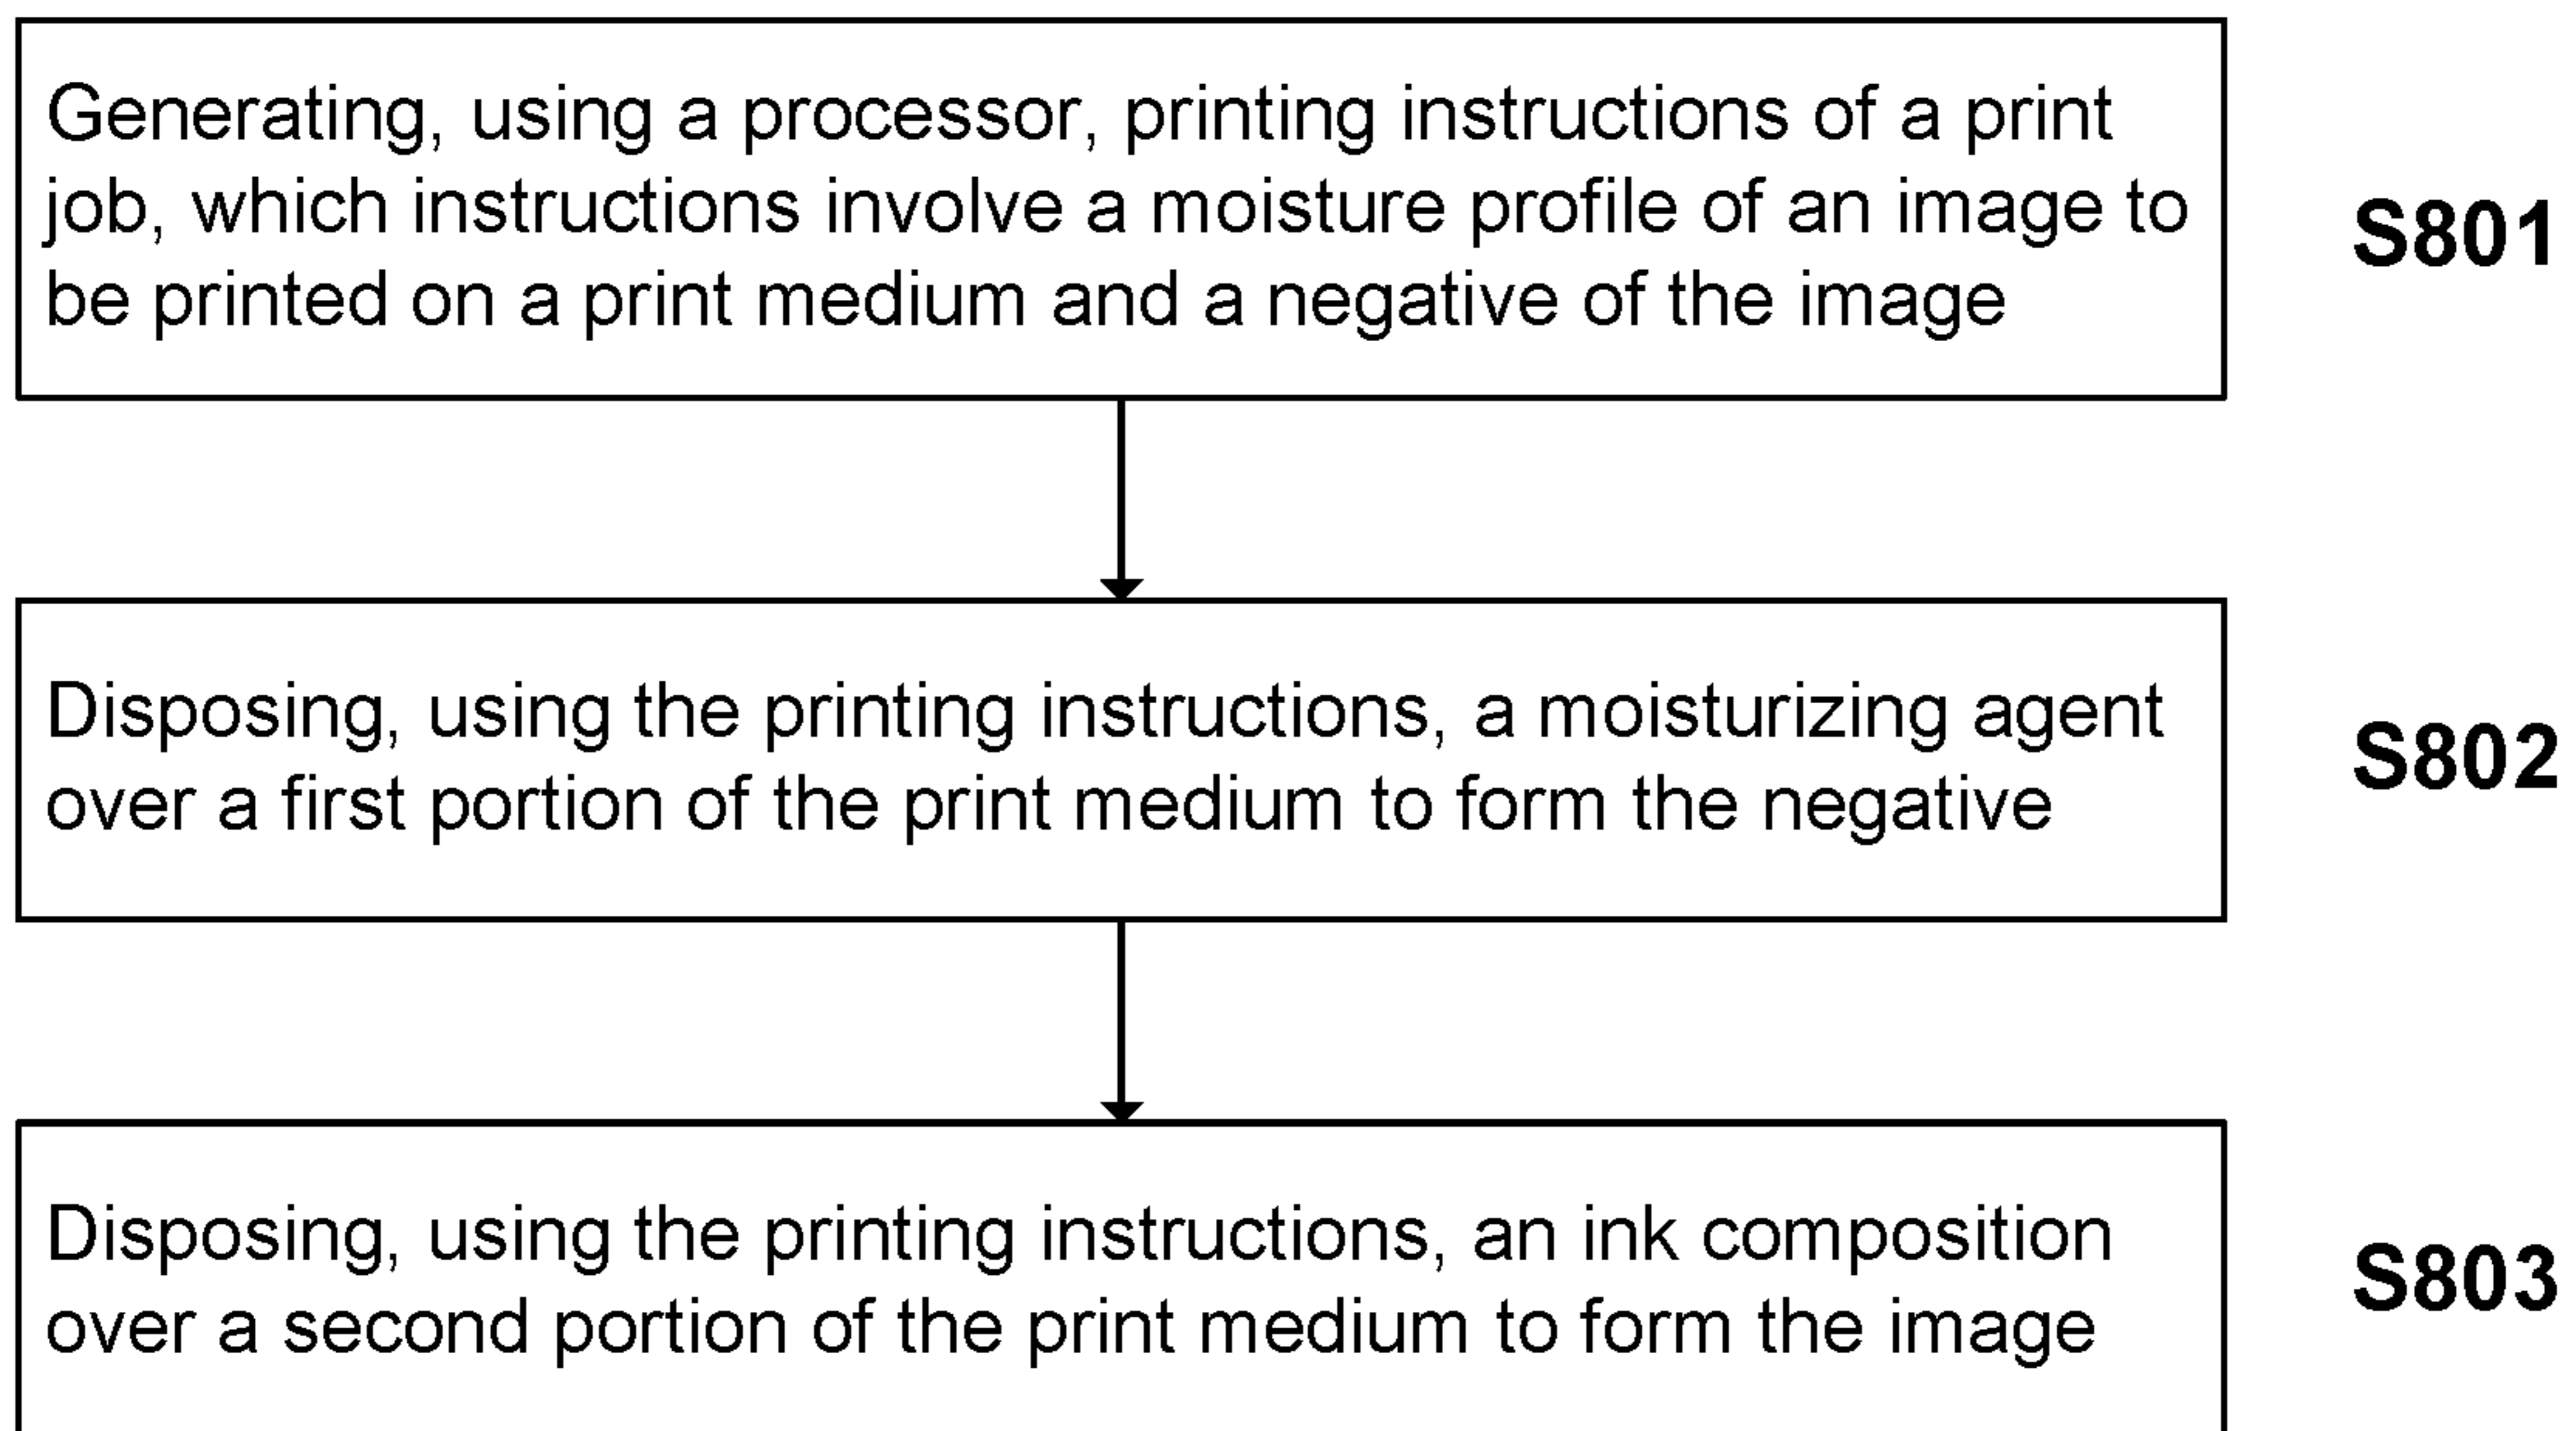 Generating, using a processor, printing instructions of a print
job, which instructions involve a moisture profile of an image to
be printed on a print medium and a negative of the image
S801
Disposing, using the printing instructions, a moisturizing agent
over a first portion of the print medium to form the negative
S802
Disposing, using the printing instructions, an ink composition
over a second portion of the print medium to form the image
S803